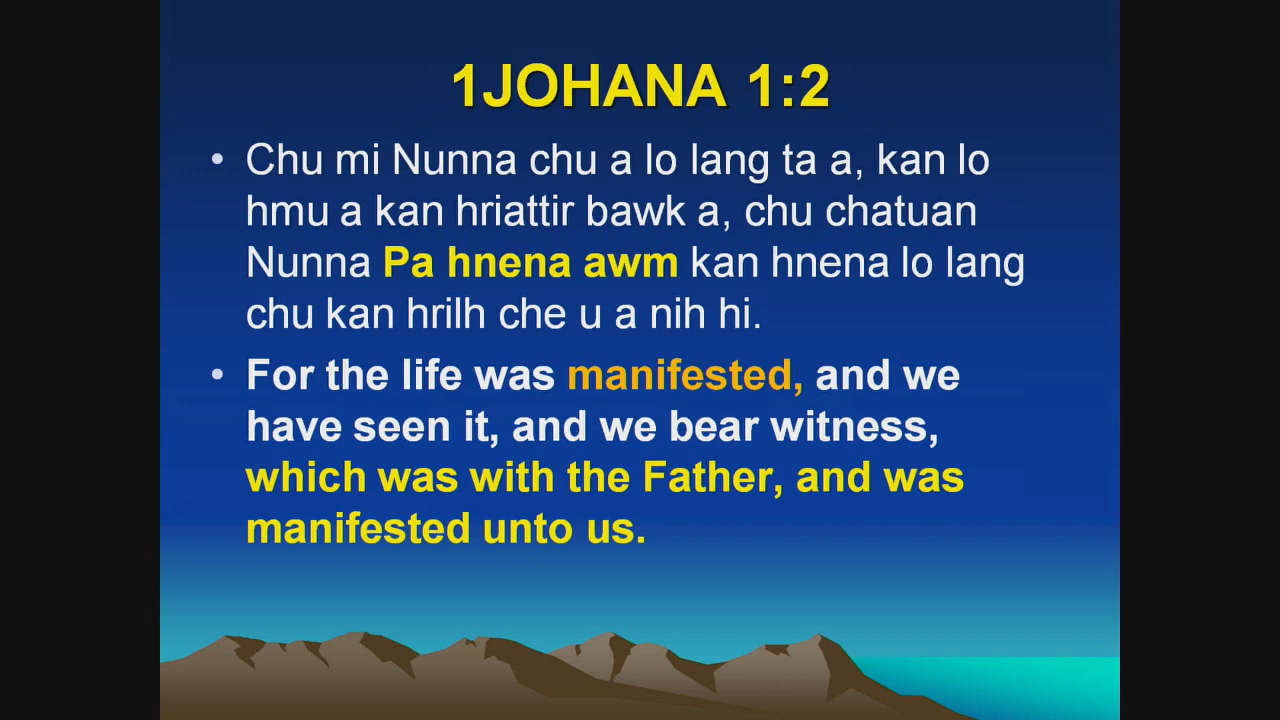 1JOHANA 1:2
• Chu mi Nunna chu a lo lang ta a, kan lo
hmu a kan hriattir bawk a, chu chatuan
Nunna Pa hnena awm kan hnena lo lang
chu kan hrilh che u a nih hi.
• For the life was manifested, and we
have seen it, and we bear witness,
which was with the Father, and was
manifested unto us.